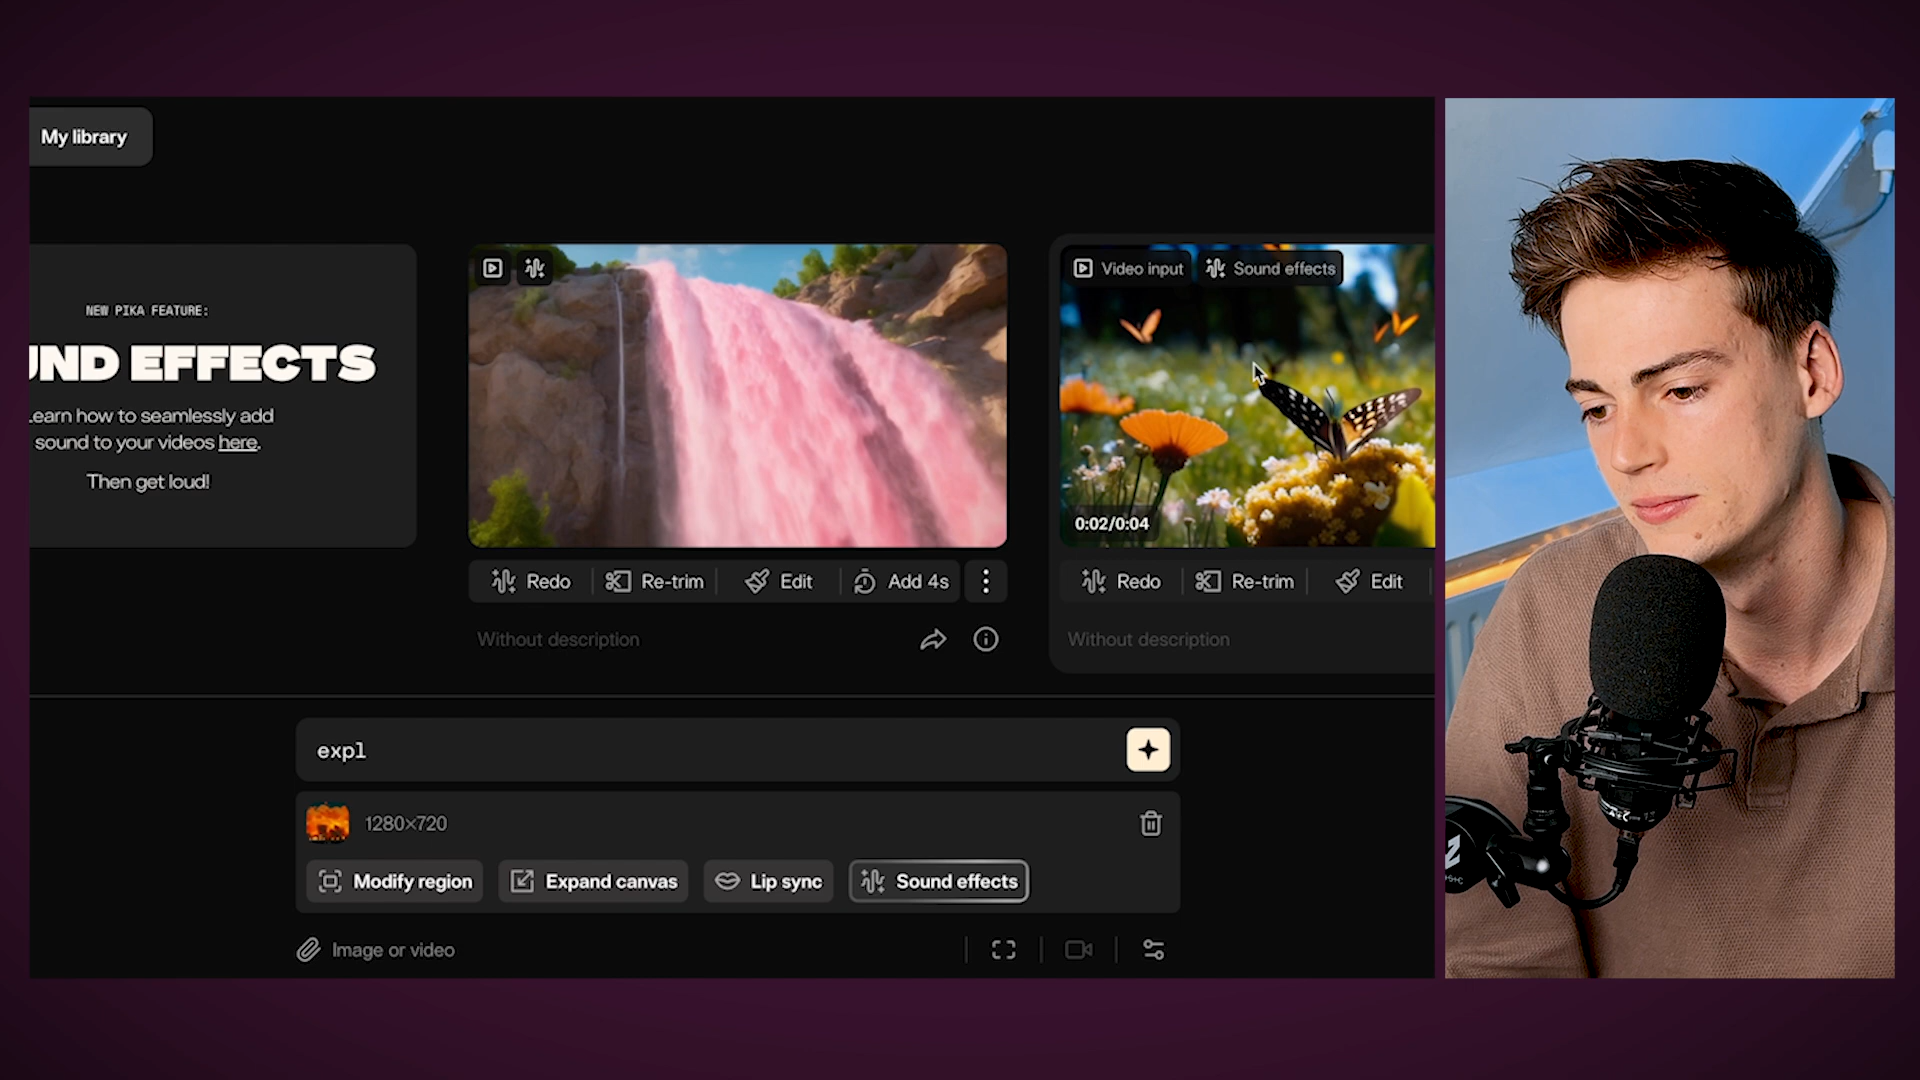 My library
NEW PIKA FEATURE:
UND EFFECTS
Learn how to seamlessly add
sound to your videos here.
Then get loud!
Video input
Sound effects
0:02/0:04
Redo
Re-trim
Edit
Add 4s
Redo
Re-trim
Edit
Without description
Without description
expl
1280×720
Modify region
Expand canvas
Lip sync
Sound effects
Image or video